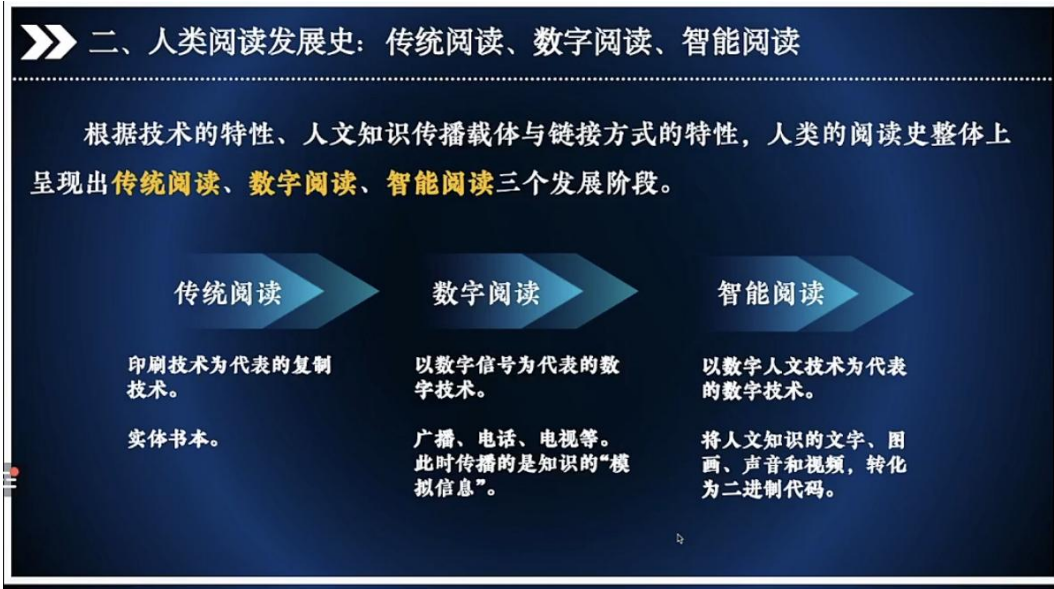 二、人类阅读发展史：传统阅读、数字阅读、智能阅读
根据技术的特性、人文知识传播载体与链接方式的特性，人类的阅读史整体上
呈现出传统阅读、数字阅读、智能阅读三个发展阶段。
传统阅读
印刷技术为代表的复制
技术。
实体书本。
数字阅读
以数字信号为代表的数
字技术。
广播、电话、电视等。
此时传播的是知识的“模
拟信息”。
智能阅读
以数字人文技术为代表
的数字技术。
将人文知识的文字、图
画、声音和视频，转化
为二进制代码。